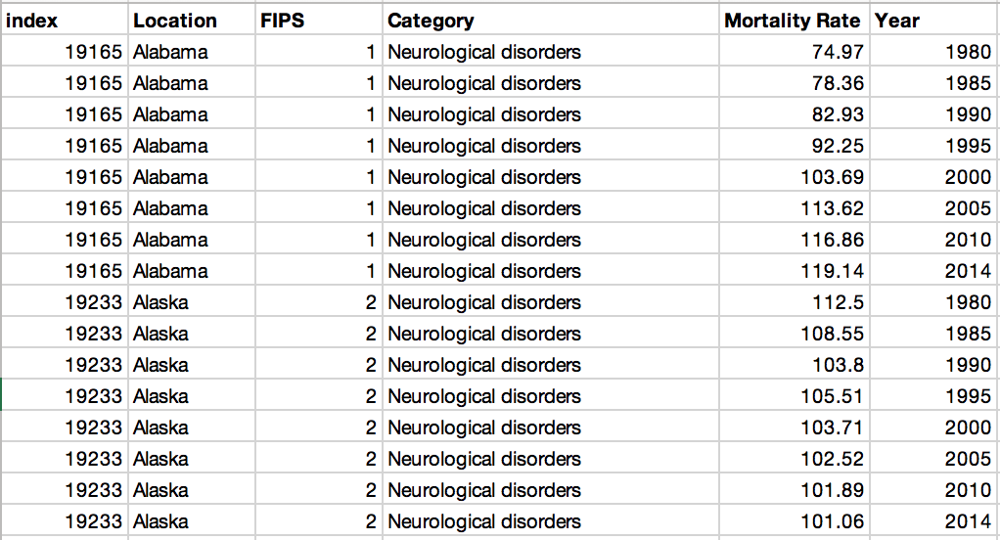 index Location FIPS Category Mortality Rate Year
19165 Alabama 1 Neurological disorders 74.97 1980
19165 Alabama 1 Neurological disorders 78.36 1985
19165 Alabama 1 Neurological disorders 82.93 1990
19165 Alabama 1 Neurological disorders 92.25 1995
19165 Alabama 1 Neurological disorders 103.69 2000
19165 Alabama 1 Neurological disorders 113.62 2005
19165 Alabama 1 Neurological disorders 116.86 2010
19165 Alabama 1 Neurological disorders 119.14 2014
19233 Alaska 2 Neurological disorders 112.5 1980
19233 Alaska 2 Neurological disorders 108.55 1985
19233 Alaska 2 Neurological disorders 103.8 1990
19233 Alaska 2 Neurological disorders 105.51 1995
19233 Alaska 2 Neurological disorders 103.71 2000
19233 Alaska 2 Neurological disorders 102.52 2005
19233 Alaska 2 Neurological disorders 101.89 2010
19233 Alaska 2 Neurological disorders 101.06 2014